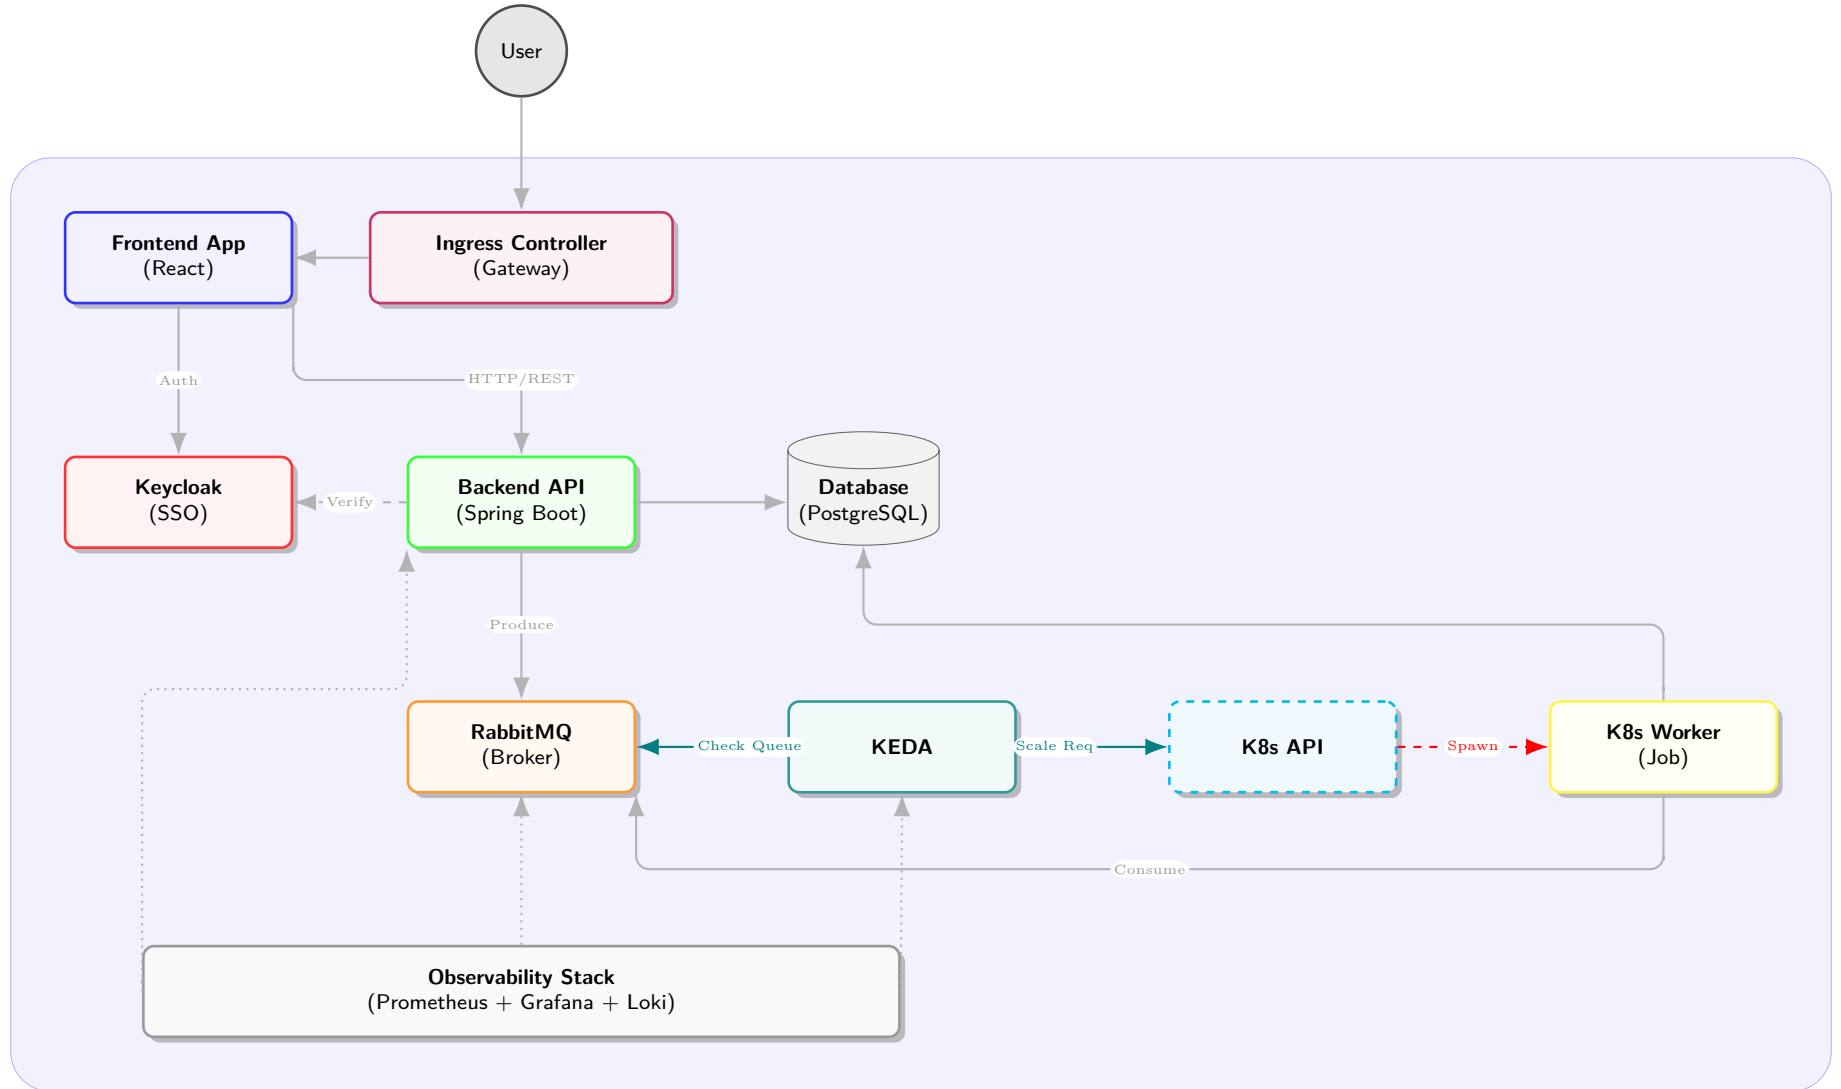 User
Frontend App
(React)
Ingress Controller
(Gateway)
Auth
HTTP/REST
Keycloak
(SSO)
Verify
Backend API
(Spring Boot)
Database
(PostgreSQL)
Produce
RabbitMQ
(Broker)
Check Queue
KEDA
Scale Req
K8s API
Spawn
K8s Worker
(Job)
Consume
Observability Stack
(Prometheus + Grafana + Loki)